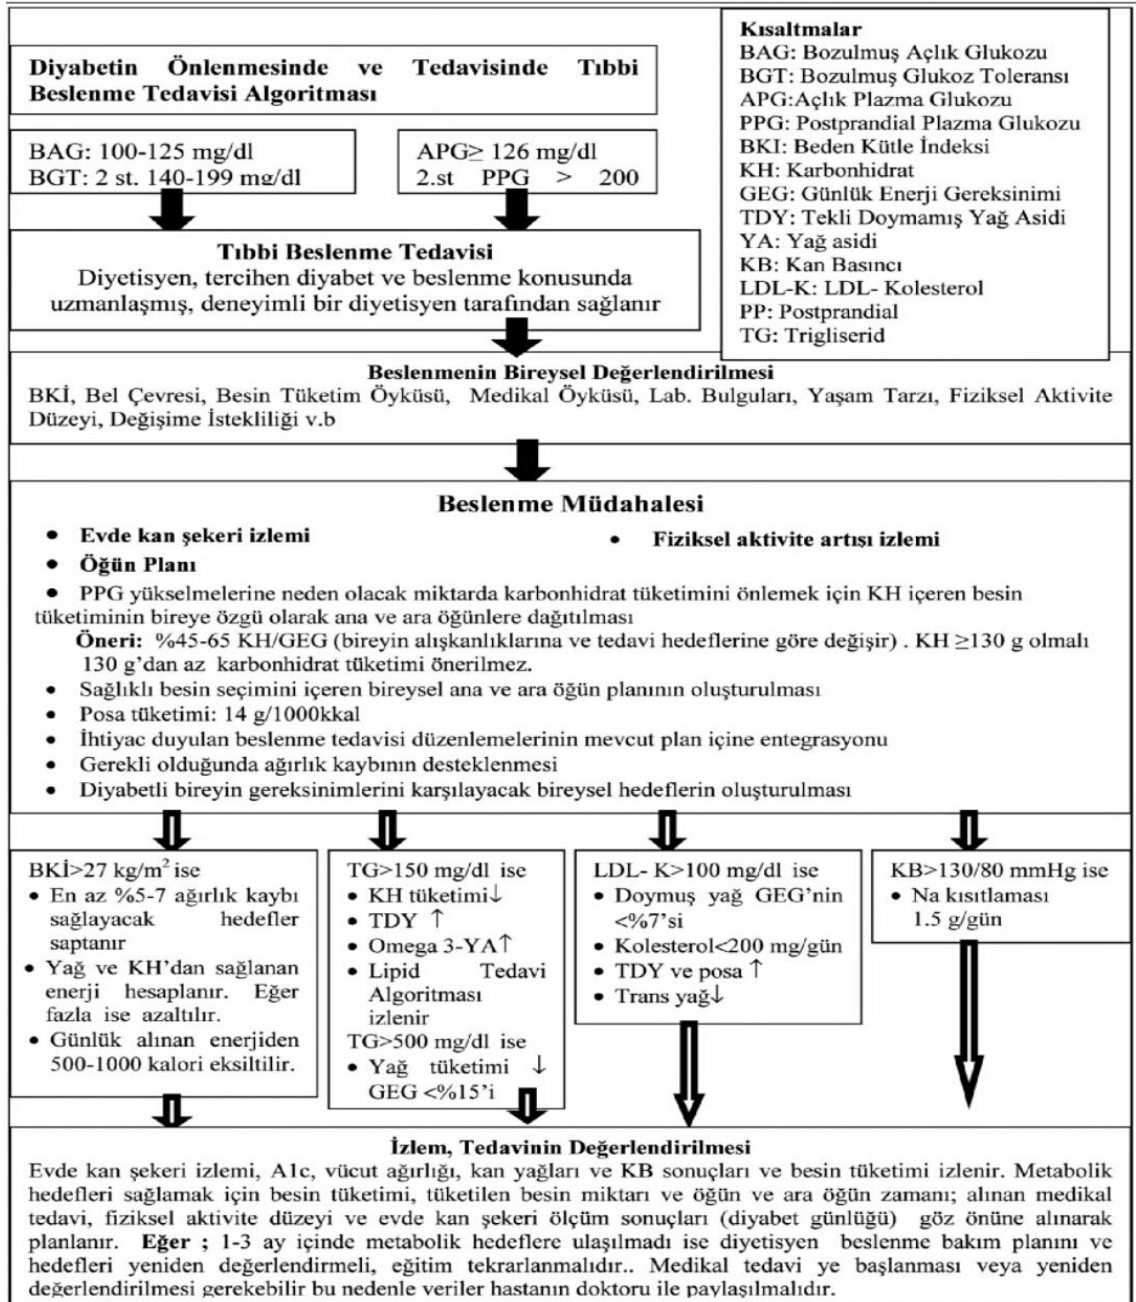 Diyabetin Önlenmesinde ve Tedavisinde Tıbbi
Beslenme Tedavisi Algoritması
BAG: 100-125 mg/dl
BGT: 2 st. 140-199 mg/dl
APG≥ 126 mg/dl
2.st PPG > 200
Kısaltmalar
BAG: Bozulmuş Açlık Glukozu
BGT: Bozulmuş Glukoz Toleransı
APG:Açlık Plazma Glukozu
PPG: Postprandial Plazma Glukozu
BKI: Beden Kütle İndeksi
KH: Karbonhidrat
GEG: Günlük Enerji Gereksinimi
TDY: Tekli Doymamış Yağ Asidi
YA: Yağ asidi
KB: Kan Basıncı
LDL-K: LDL- Kolesterol
PP: Postprandial
TG: Trigliserid
Tıbbi Beslenme Tedavisi
Diyetisyen, tercihen diyabet ve beslenme konusunda
uzmanlaşmış, deneyimli bir diyetisyen tarafından sağlanır
Beslenmenin Bireysel Değerlendirilmesi
BKİ, Bel Çevresi, Besin Tüketim Öyküsü, Medikal Öyküsü, Lab. Bulguları, Yaşam Tarzı, Fiziksel Aktivite
Düzeyi, Değişime İstekliliği v.b
Beslenme Müdahalesi
• Evde kan şekeri izlemi
• Fiziksel aktivite artışı izlemi
• Öğün Planı
• PPG yükselmelerine neden olacak miktarda karbonhidrat tüketimini önlemek için KH içeren besin
tüketiminin bireye özgü olarak ana ve ara öğünlere dağıtılması
Öneri: %45-65 KH/GEG (bireyin alışkanlıklarına ve tedavi hedeflerine göre değişir) . KH ≥130 g olmalı
130 g'dan az karbonhidrat tüketimi önerilmez.
• Sağlıklı besin seçimini içeren bireysel ana ve ara öğün planının oluşturulması
• Posa tüketimi: 14 g/1000kkal
• İhtiyac duyulan beslenme tedavisi düzenlemelerinin mevcut plan içine entegrasyonu
• Gerekli olduğunda ağırlık kaybının desteklenmesi
• Diyabetli bireyin gereksinimlerini karşılayacak bireysel hedeflerin oluşturulması
BKİ>27 kg/m² ise
• En az %5-7 ağırlık kaybı
sağlayacak hedefler
saptanır
• Yağ ve KH'dan sağlanan
enerji hesaplanır. Eğer
fazla ise azaltılır.
• Günlük alınan enerjiden
500-1000 kalori eksiltilir.
TG>150 mg/dl ise
• KH tüketimi↓
• TDY ↑
• Omega 3-YA↑
• Lipid Tedavi
Algoritması
izlenir
TG>500 mg/dl ise
• Yağ tüketimi ↓
GEG <%15'i
LDL- K>100 mg/dl ise
• Doymuş yağ GEG'nin
<%7'si
• Kolesterol<200 mg/gün
• TDY ve posa ↑
• Trans yağ↓
KB>130/80 mmHg ise
• Na kısıtlaması
1.5 g/gün
İzlem, Tedavinin Değerlendirilmesi
Evde kan şekeri izlemi, A1c, vücut ağırlığı, kan yağları ve KB sonuçları ve besin tüketimi izlenir. Metabolik
hedefleri sağlamak için besin tüketimi, tüketilen besin miktarı ve öğün ve ara öğün zamanı; alınan medikal
tedavi, fiziksel aktivite düzeyi ve evde kan şekeri ölçüm sonuçları (diyabet günlüğü) göz önüne alınarak
planlanır. Eğer ; 1-3 ay içinde metabolik hedeflere ulaşılmadı ise diyetisyen beslenme bakım planını ve
hedefleri yeniden değerlendirmeli, eğitim tekrarlanmalıdır.. Medikal tedavi ye başlanması veya yeniden
değerlendirilmesi gerekebilir bu nedenle veriler hastanın doktoru ile paylaşılmalıdır.